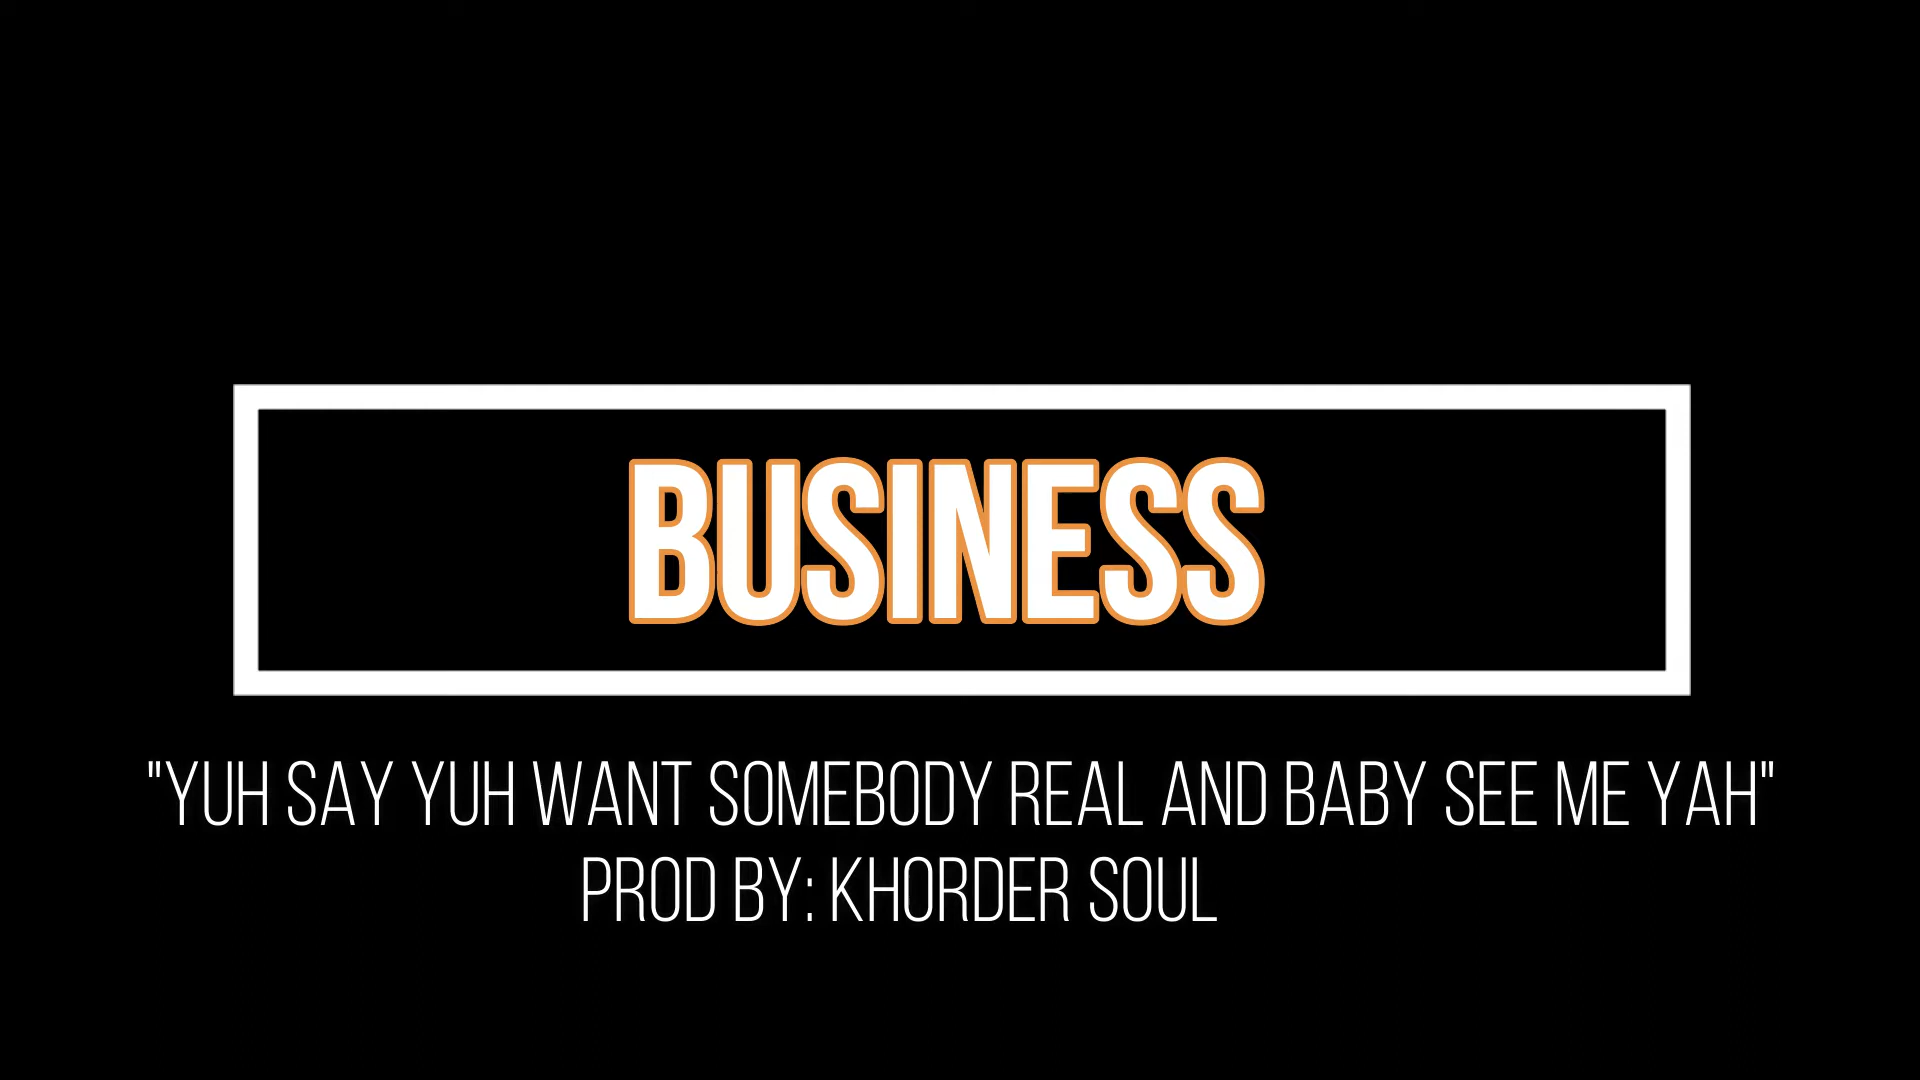 BUSINESS
"YUH SAY YUH WANT SOMEBODY REAL AND BABY SEE ME YAH"
PROD BY: KHORDER SOUL